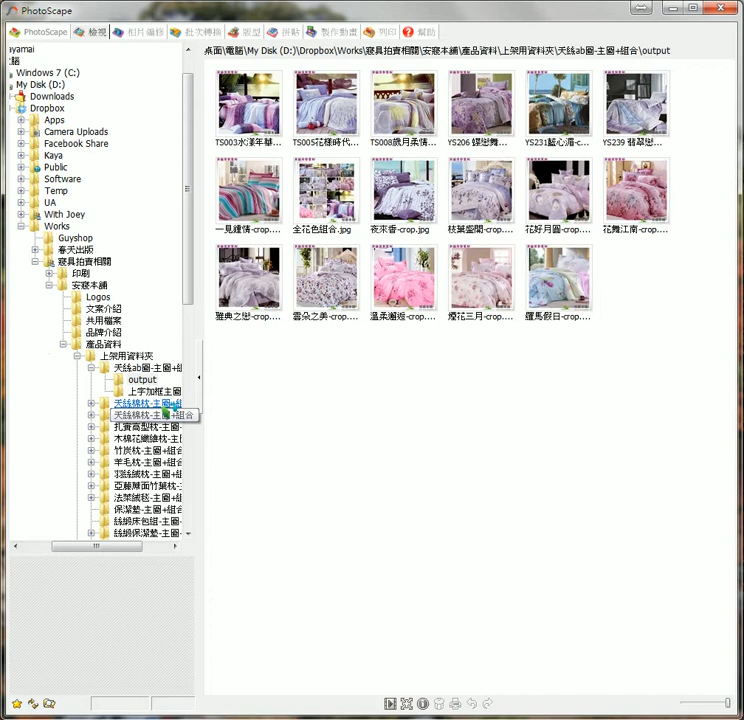 PhotoScape
PhotoScape 檢視 相片編修 批次轉換 版型 拼貼 製作動畫 列印 幫助
桌面\電腦\My Disk (D:)\Dropbox\Works\寢具拍賣相關\安寢本舖\產品資料\上架用資料夾\天絲ab圖-主圖+組合\output
ayamai
Windows 7 (C:)
My Disk (D:)
Downloads
Dropbox
Apps
Camera Uploads
Facebook Share
Kaya
Public
Software
Temp
UA
With Joey
Works
Guyshop
春天出版
寢具拍賣相關
印刷
安寢本舖
Logos
文案介紹
共用檔案
品牌介紹
產品資料
上架用資料夾
天絲ab圖-主圖+組
output
上字加框主圖
天絲棉枕-主圖+組
天絲棉枕-主圖+組合
扎實高型枕-主圖
木棉花纖維枕-主
竹炭枕-主圖+組合
羊毛枕-主圖+組合
羽絲絨枕-主圖+組
亞藤蓆面竹葉枕-
法萊絨毯-主圖+組
保潔墊-主圖+組合
絲緞床包組-主圖
絲緞保潔墊-主圖-
TS003水漾年華... TS005花樣時代... TS008歲月柔情... YS206 蝶戀舞... YS231藍心湄-c... YS239 翡翠戀...
一見鐘情-crop.... 全花色組合.jpg 夜來香-crop.jpg 枝葉盛開-crop.... 花好月圓-crop.... 花舞江南-crop....
雅典之戀-crop.... 雲朵之美-crop.... 溫柔邂逅-crop.... 煙花三月-crop.... 羅馬假日-crop....